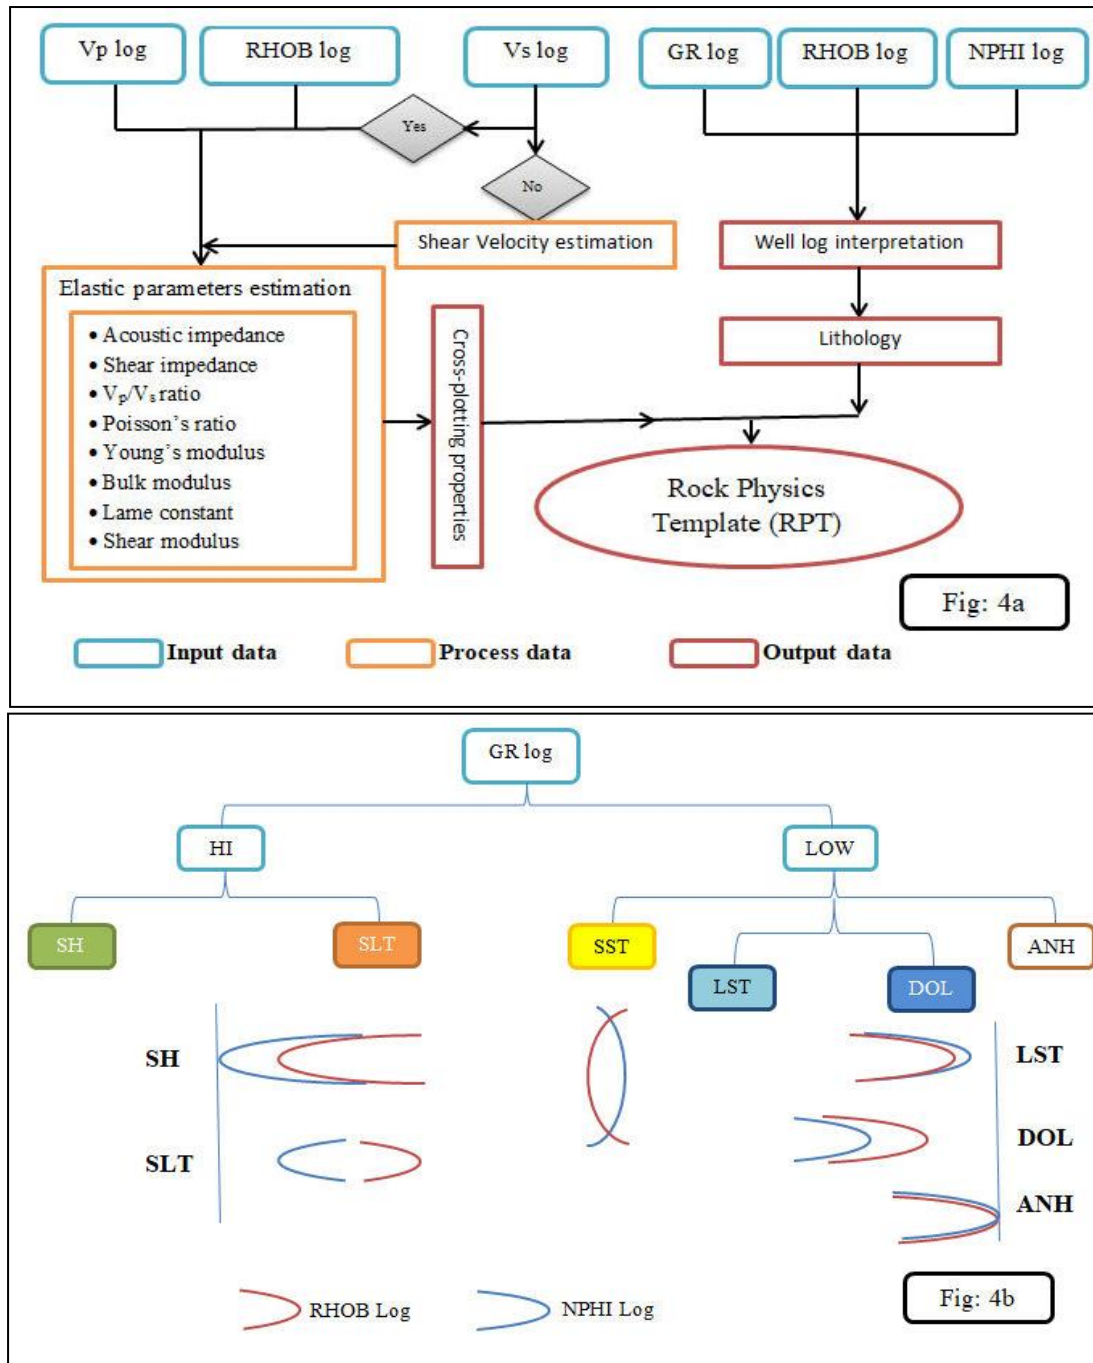 Vp log
RHOB log
Vs log
GR log
RHOB log
NPHI log
Yes
No
Shear Velocity estimation
Well log interpretation
Elastic parameters estimation
• Acoustic impedance
• Shear impedance
• Vp/Vs ratio
• Poisson's ratio
• Young's modulus
• Bulk modulus
• Lame constant
• Shear modulus
Cross-plotting properties
Lithology
Rock Physics
Template (RPT)
Fig: 4a
Input data
Process data
Output data
GR log
HI
LOW
SH
SLT
SST
LST
DOL
ANH
SH
LST
SLT
DOL
ANH
RHOB Log
NPHI Log
Fig: 4b